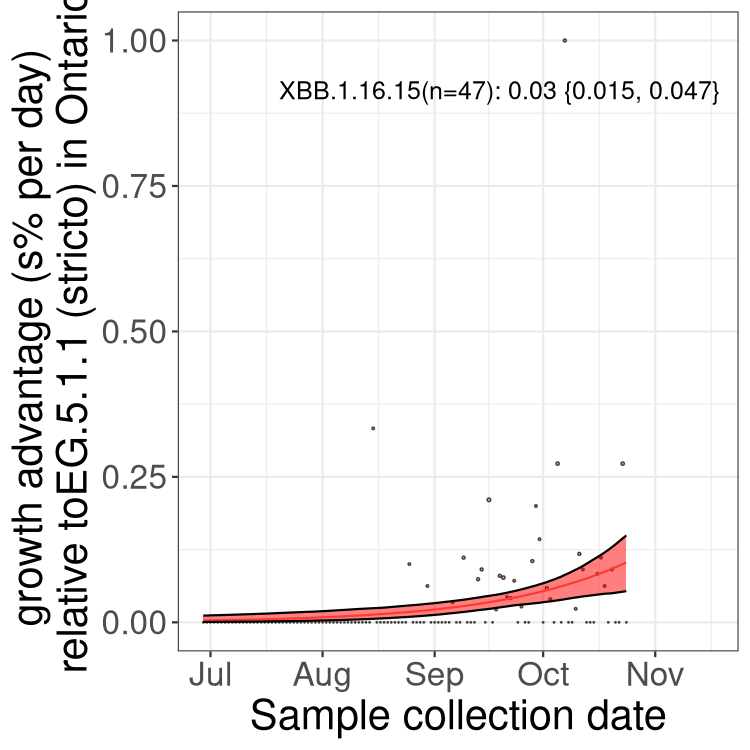 growth advantage (s% per day)
relative toEG.5.1.1 (stricto) in Ontario
1.00
0.75
0.50
0.25
0.00
XBB.1.16.15(n=47): 0.03 {0.015, 0.047}
Jul Aug Sep Oct Nov
Sample collection date